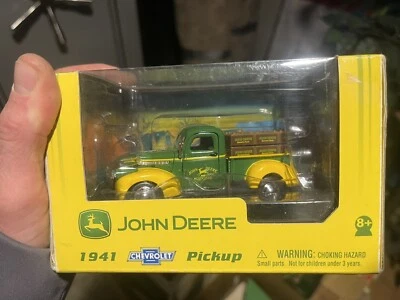 JOHN DEERE
8+
1941 CHEVROLET Pickup
WARNING: CHOKING HAZARD
Small parts. Not for children under 3 years.